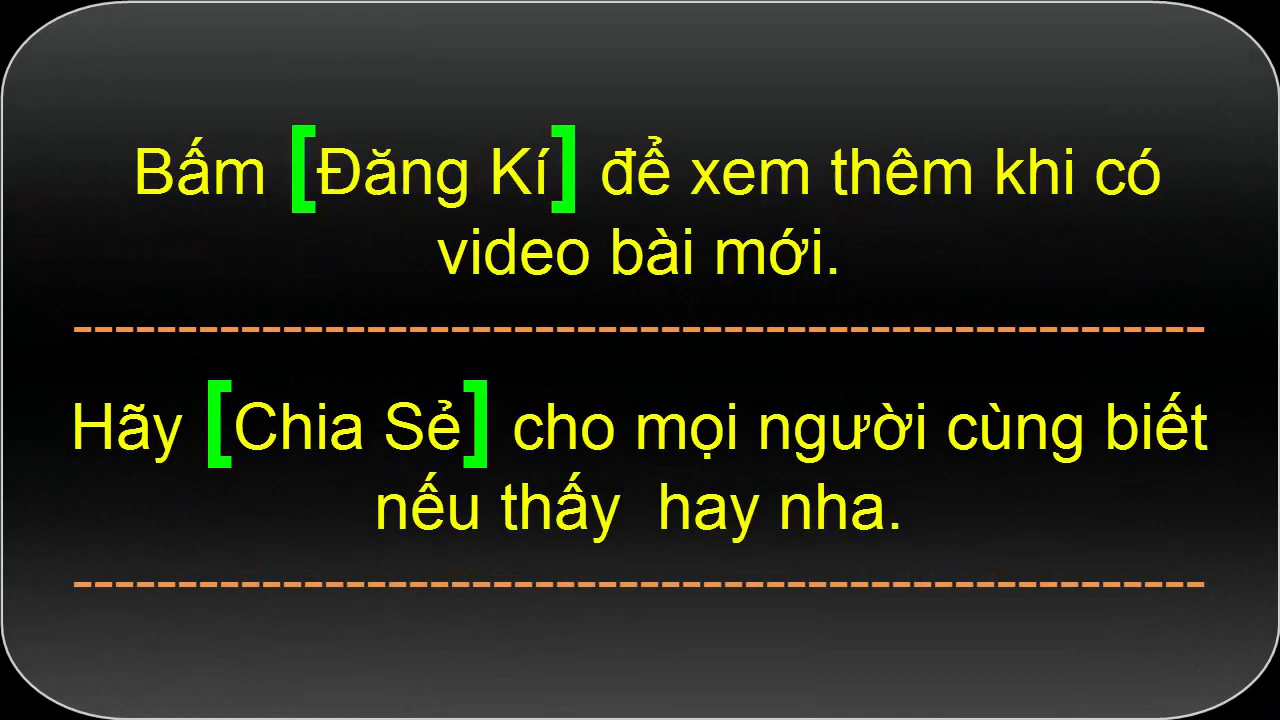 Bấm [Đăng Kí] để xem thêm khi có
video bài mới.
------------------------------------------------------
Hãy [Chia Sẻ] cho mọi người cùng biết
nếu thấy  hay nha.
------------------------------------------------------